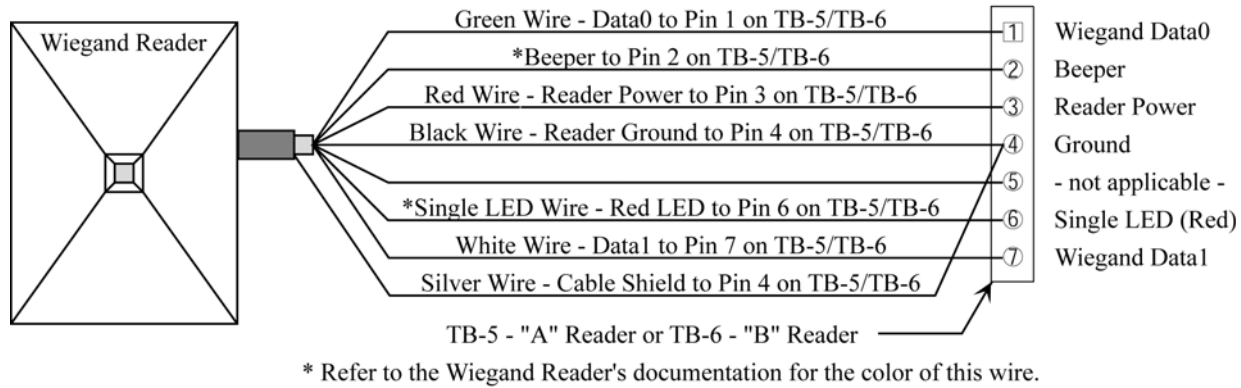 Wiegand Reader
Green Wire - Data0 to Pin 1 on TB-5/TB-6
*Beeper to Pin 2 on TB-5/TB-6
Red Wire - Reader Power to Pin 3 on TB-5/TB-6
Black Wire - Reader Ground to Pin 4 on TB-5/TB-6
*Single LED Wire - Red LED to Pin 6 on TB-5/TB-6
White Wire - Data1 to Pin 7 on TB-5/TB-6
Silver Wire - Cable Shield to Pin 4 on TB-5/TB-6
1 Wiegand Data0
2 Beeper
3 Reader Power
4 Ground
5 - not applicable -
6 Single LED (Red)
7 Wiegand Data1
TB-5 - "A" Reader or TB-6 - "B" Reader
* Refer to the Wiegand Reader's documentation for the color of this wire.